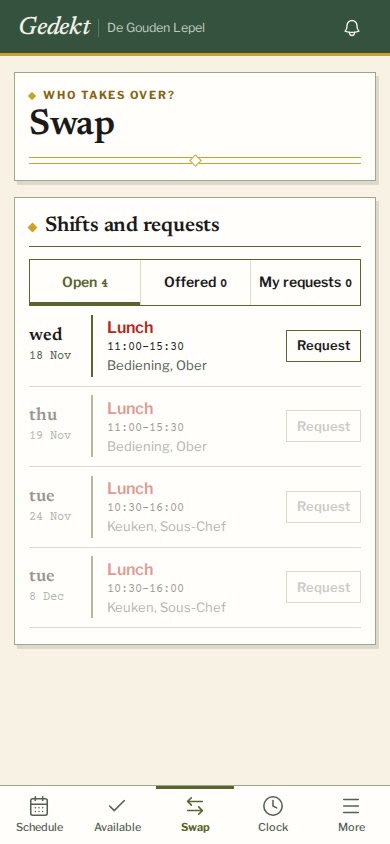 Gedekt De Gouden Lepel
WHO TAKES OVER?
Swap
Shifts and requests
Open 4 Offered 0 My requests 0
wed
18 Nov
Lunch
11:00–15:30
Bediening, Ober
Request
thu
19 Nov
Lunch
11:00–15:30
Bediening, Ober
Request
tue
24 Nov
Lunch
10:30–16:00
Keuken, Sous-Chef
Request
tue
8 Dec
Lunch
10:30–16:00
Keuken, Sous-Chef
Request
Schedule Available Swap Clock More